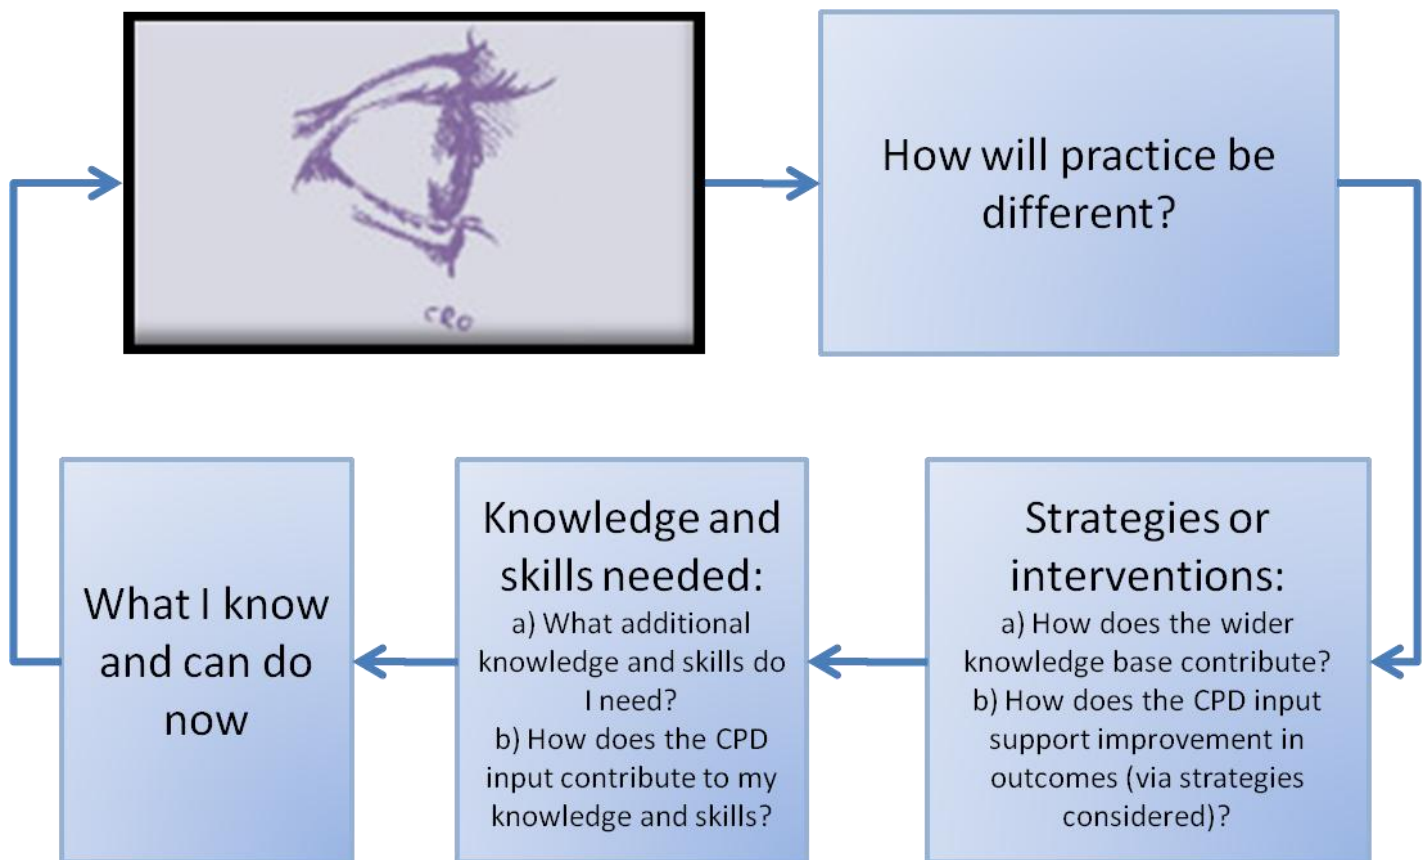 CRO
How will practice be
different?
What I know
and can do
now
Knowledge and
skills needed:
a) What additional
knowledge and skills do
I need?
b) How does the CPD
input contribute to my
knowledge and skills?
Strategies or
interventions:
a) How does the wider
knowledge base contribute?
b) How does the CPD input
support improvement in
outcomes (via strategies
considered)?